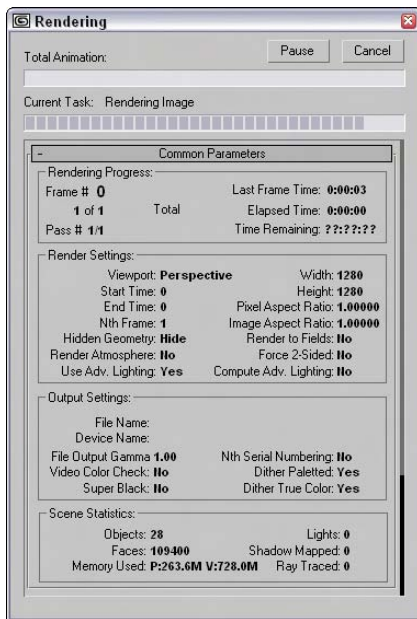 Rendering
Total Animation:
Pause
Cancel
Current Task: Rendering Image
- Common Parameters
Rendering Progress:
Frame # 0
Last Frame Time: 0:00:03
1 of 1 Total
Elapsed Time: 0:00:00
Pass # 1/1
Time Remaining: ??:??:??
Render Settings:
Viewport: Perspective
Width: 1280
Start Time: 0
Height: 1280
End Time: 0
Pixel Aspect Ratio: 1.00000
Nth Frame: 1
Image Aspect Ratio: 1.00000
Hidden Geometry: Hide
Render to Fields: No
Render Atmosphere: No
Force 2-Sided: No
Use Adv. Lighting: Yes
Compute Adv. Lighting: No
Output Settings:
File Name:
Device Name:
File Output Gamma 1.00
Nth Serial Numbering: No
Video Color Check: No
Dither Paletted: Yes
Super Black: No
Dither True Color: Yes
Scene Statistics:
Objects: 28
Lights: 0
Faces: 109400
Shadow Mapped: 0
Memory Used: P:263.6M V:728.0M
Ray Traced: 0